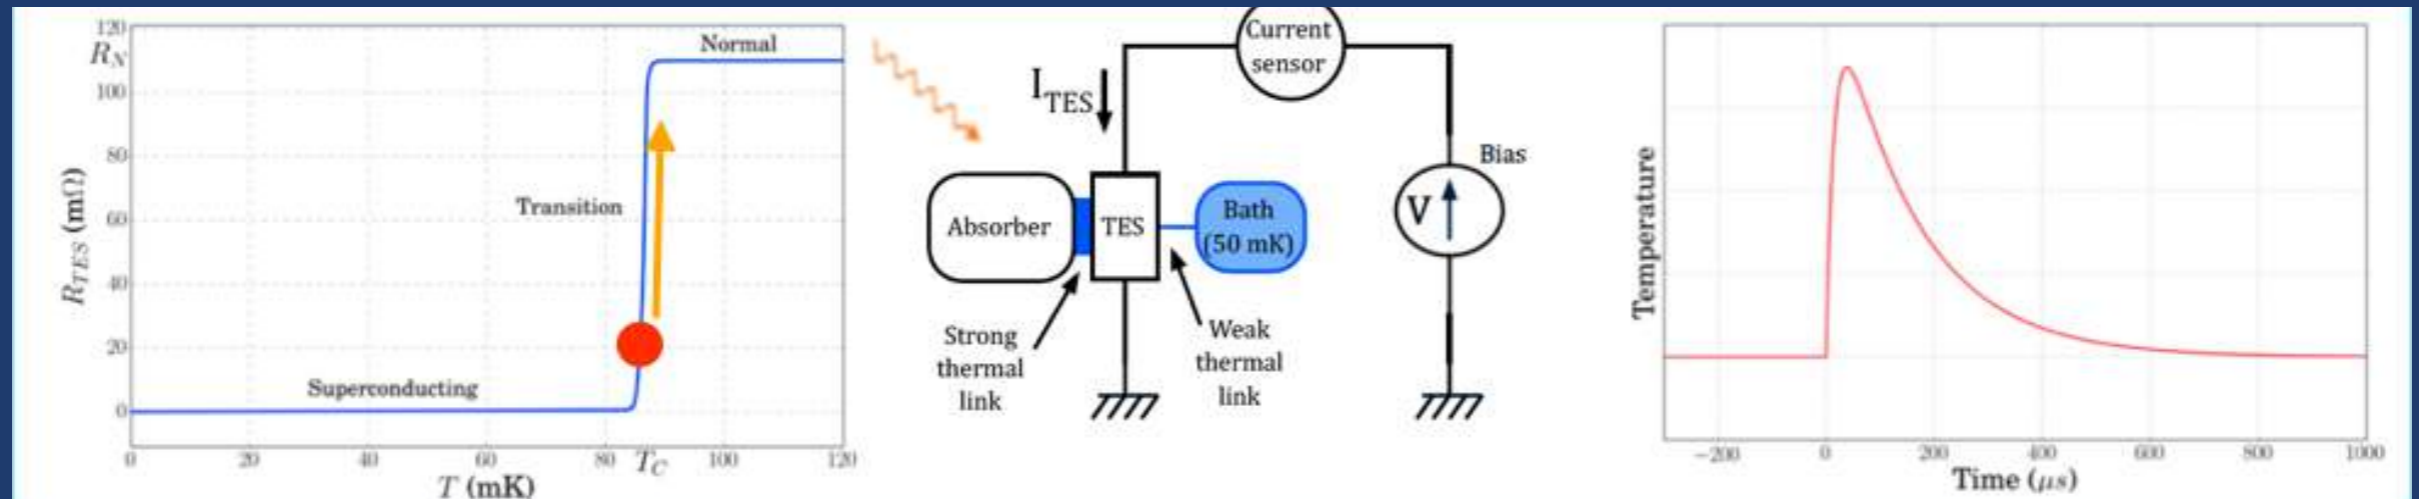 120
R_N
100
80
60
40
20
0
R_TES (mΩ)
Normal
Transition
Superconducting
0 20 40 60 80 T_C 100 120
T (mK)
Current
sensor
I_TES
Bias
V
Absorber
TES
Bath
(50 mK)
Strong
thermal
link
Weak
thermal
link
Temperature
−200 0 200 400 600 800 1000
Time (μs)